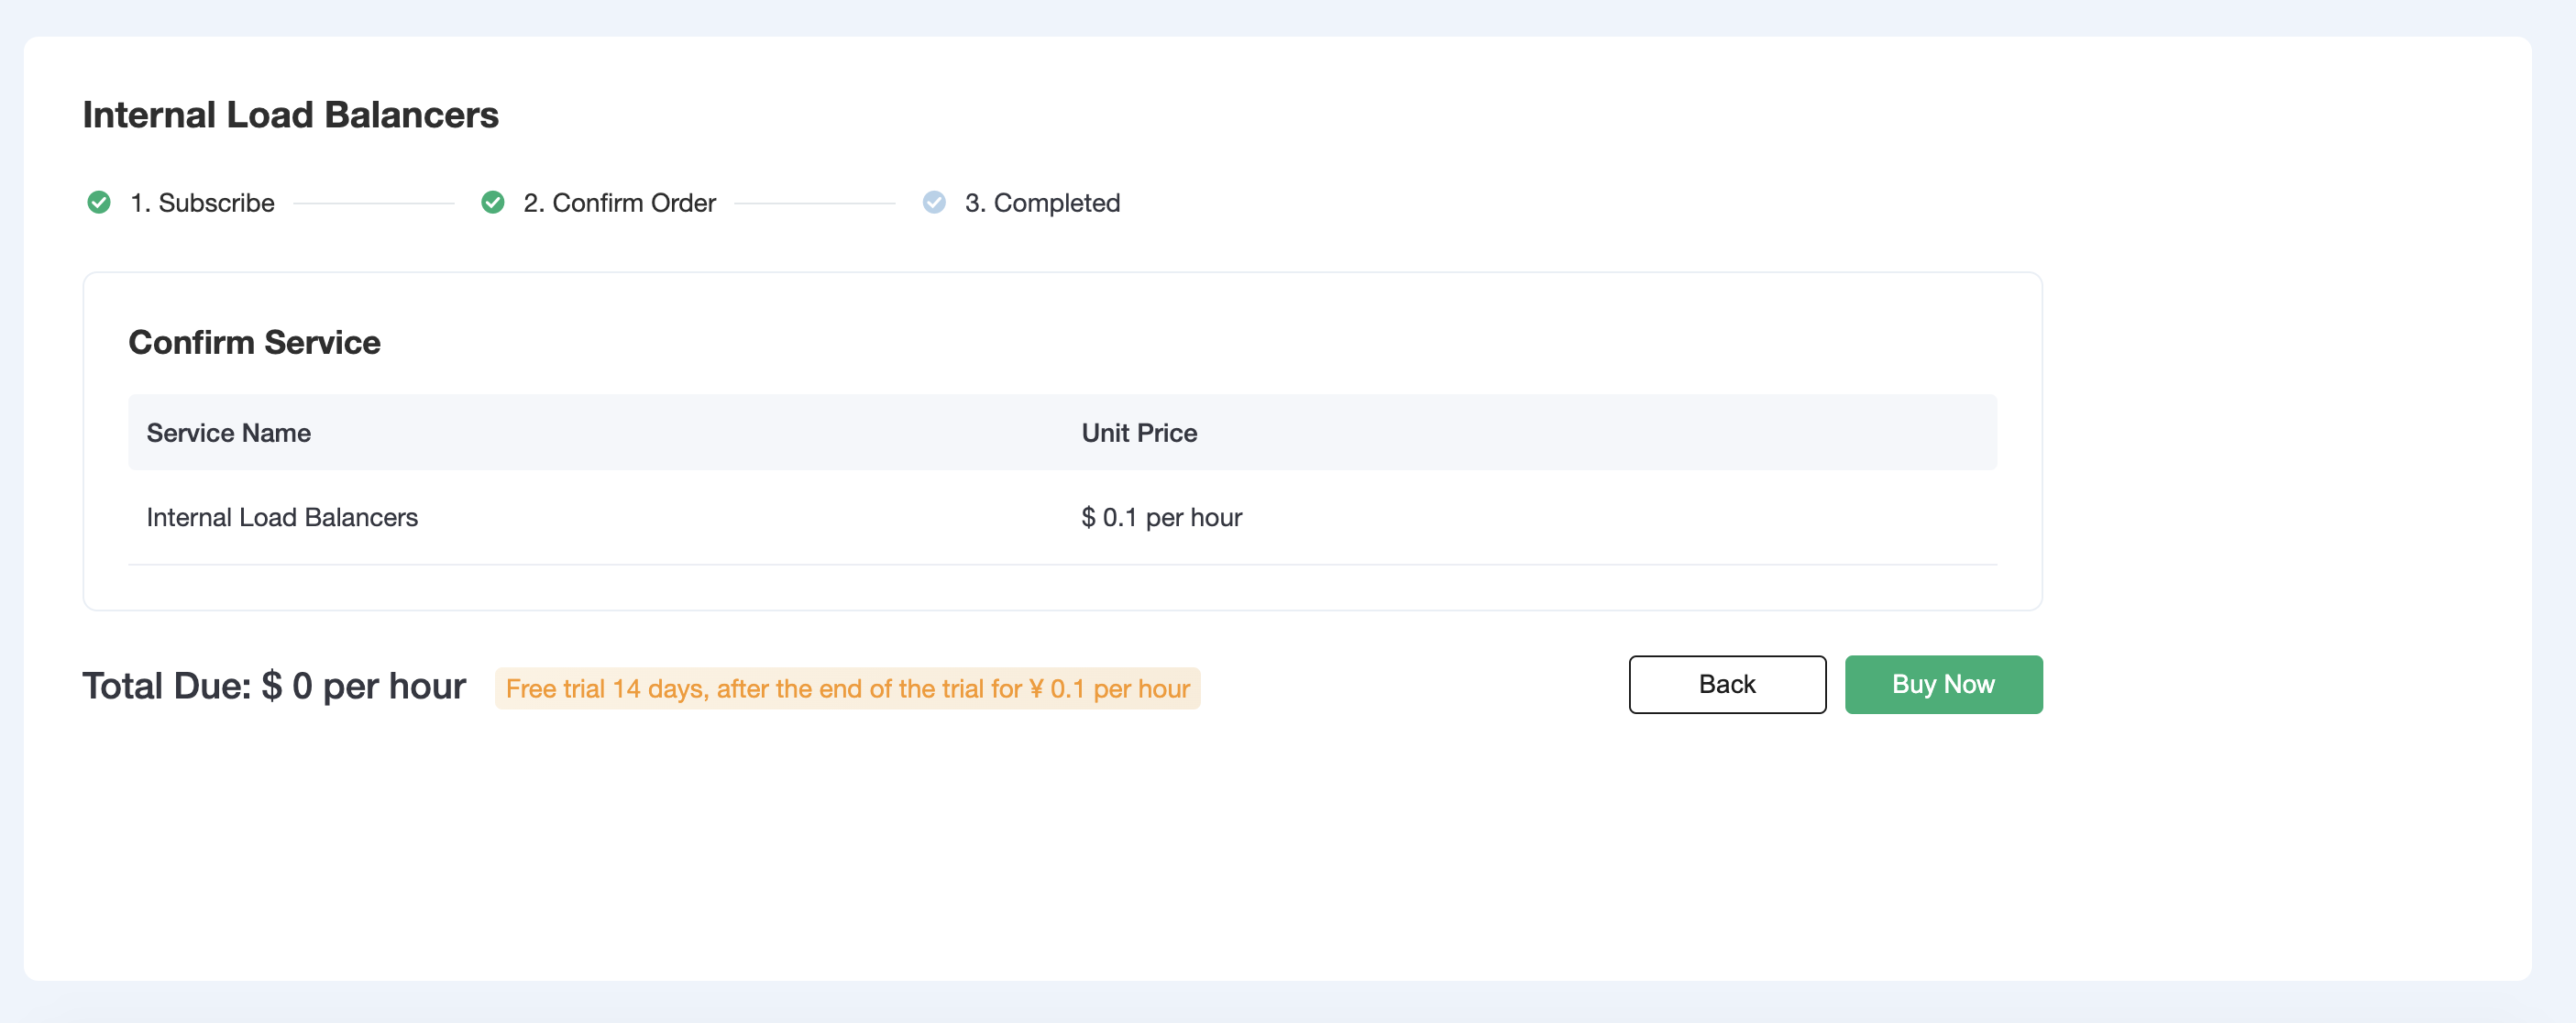 Internal Load Balancers
1. Subscribe 2. Confirm Order 3. Completed
Confirm Service
Service Name Unit Price
Internal Load Balancers $ 0.1 per hour
Total Due: $ 0 per hour Free trial 14 days, after the end of the trial for ¥ 0.1 per hour Back Buy Now